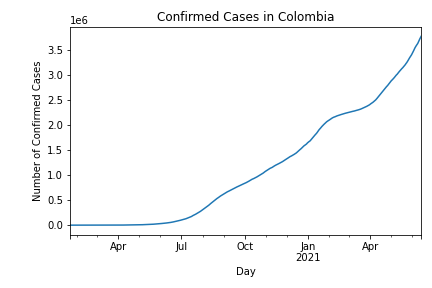 Confirmed Cases in Colombia
1e6
Number of Confirmed Cases
3.5
3.0
2.5
2.0
1.5
1.0
0.5
0.0
Apr Jul Oct Jan Apr
2021
Day